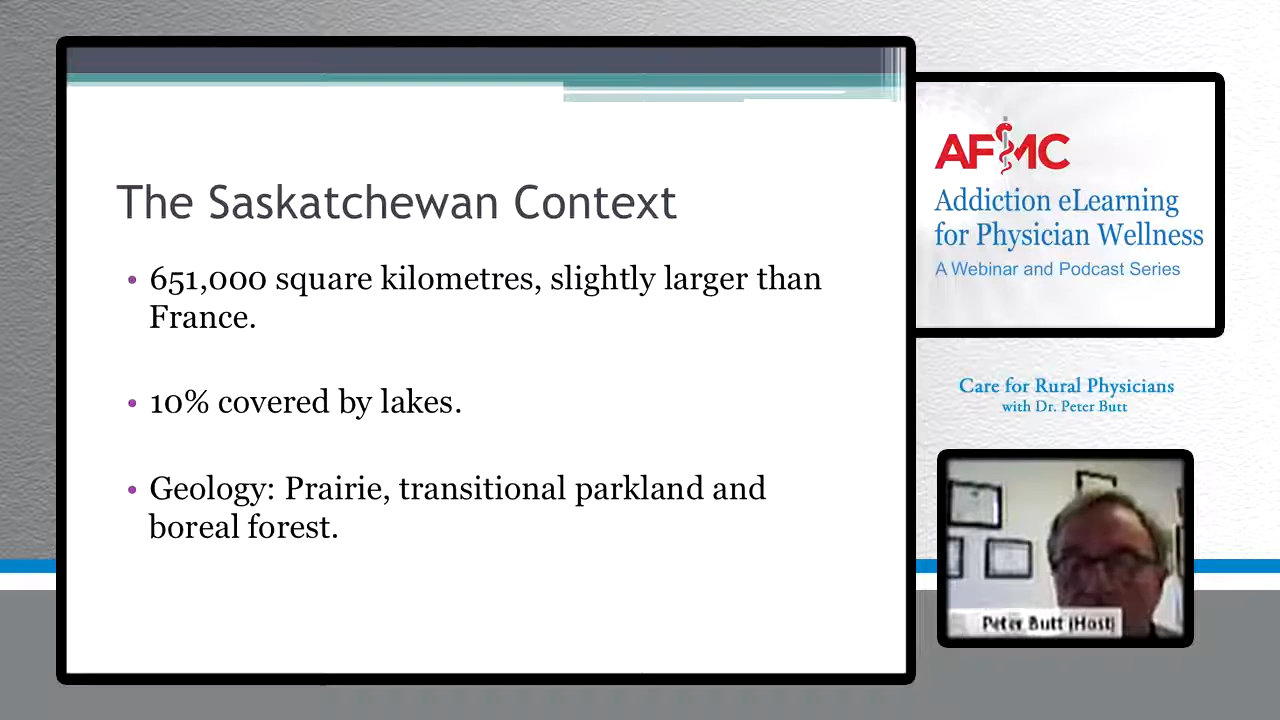 The Saskatchewan Context
• 651,000 square kilometres, slightly larger than
France.
• 10% covered by lakes.
• Geology: Prairie, transitional parkland and
boreal forest.
AFMC
Addiction eLearning
for Physician Wellness
A Webinar and Podcast Series
Care for Rural Physicians
with Dr. Peter Butt
Peter Butt (Host)